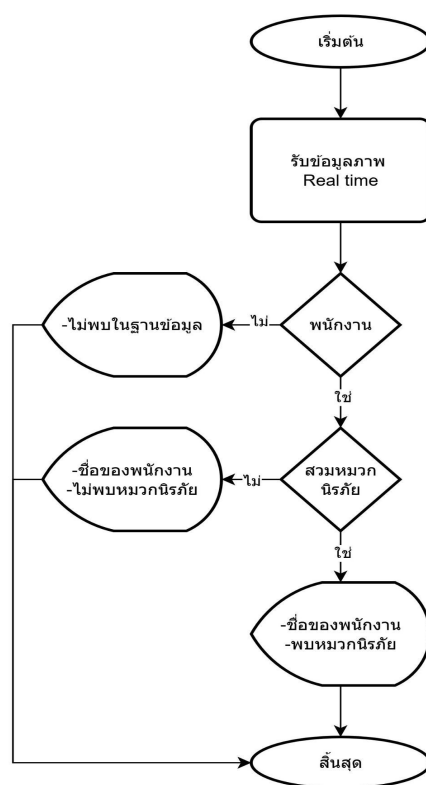 เริ่มต้น
รับข้อมูลภาพ
Real time
พนักงาน
ไม่
-ไม่พบในฐานข้อมูล
ใช่
สวมหมวก
นิรภัย
ไม่
-ชื่อของพนักงาน
-ไม่พบหมวกนิรภัย
ใช่
-ชื่อของพนักงาน
-พบหมวกนิรภัย
สิ้นสุด